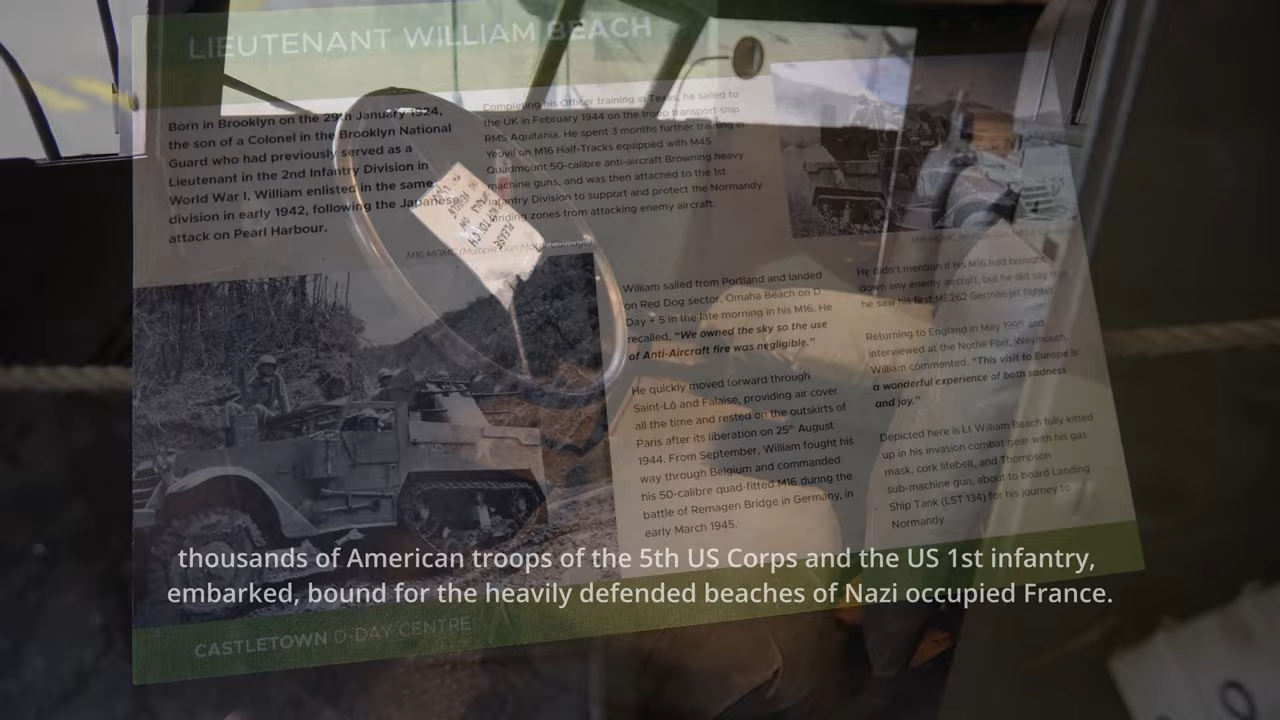 LIEUTENANT WILLIAM BEACH
Born in Brooklyn on the 29th January 1924,
the son of a Colonel in the Brooklyn National
Guard who had previously served as a
Lieutenant in the 2nd Infantry Division in
World War I, William enlisted in the same
division in early 1942, following the Japanese
attack on Pearl Harbour.
Completing his Officer training in Texas, he sailed to
the UK in February 1944 on the troop transport ship
RMS Aquitania. He spent 3 months further training in
Yeovil on M16 Half-Tracks equipped with M45
Quadmount 50-calibre anti-aircraft Browning heavy
machine guns, and was then attached to the 1st
Infantry Division to support and protect the Normandy
landing zones from attacking enemy aircraft.
M16 MGMC (Multiple Gun Motor Carriage)
PLEASE
William sailed from Portland and landed
on Red Dog sector, Omaha Beach on D
Day + 5 in the late morning in his M16. He
recalled, “We owned the sky so the use
of Anti-Aircraft fire was negligible.”
He quickly moved forward through
Saint-Lô and Falaise, providing air cover
all the time and rested on the outskirts of
Paris after its liberation on 25th August
1944. From September, William fought his
way through Belgium and commanded
his 50-calibre quad-fitted M16 during the
battle of Remagen Bridge in Germany, in
early March 1945.
He didn't mention if his M16 had brought
down any enemy aircraft, but he did say that
he saw his first ME262 German jet fighter
Returning to England in May 1995 and
interviewed at the Nothe Fort, Weymouth,
William commented, “This visit to Europe is
a wonderful experience of both sadness
and joy.”
Depicted here is Lt William Beach fully kitted
up in his invasion combat gear with his gas
mask, cork lifebelt, and Thompson
sub-machine gun, about to board Landing
Ship Tank (LST 134) for his journey to
Normandy
thousands of American troops of the 5th US Corps and the US 1st infantry,
embarked, bound for the heavily defended beaches of Nazi occupied France.
CASTLETOWN D-DAY CENTRE